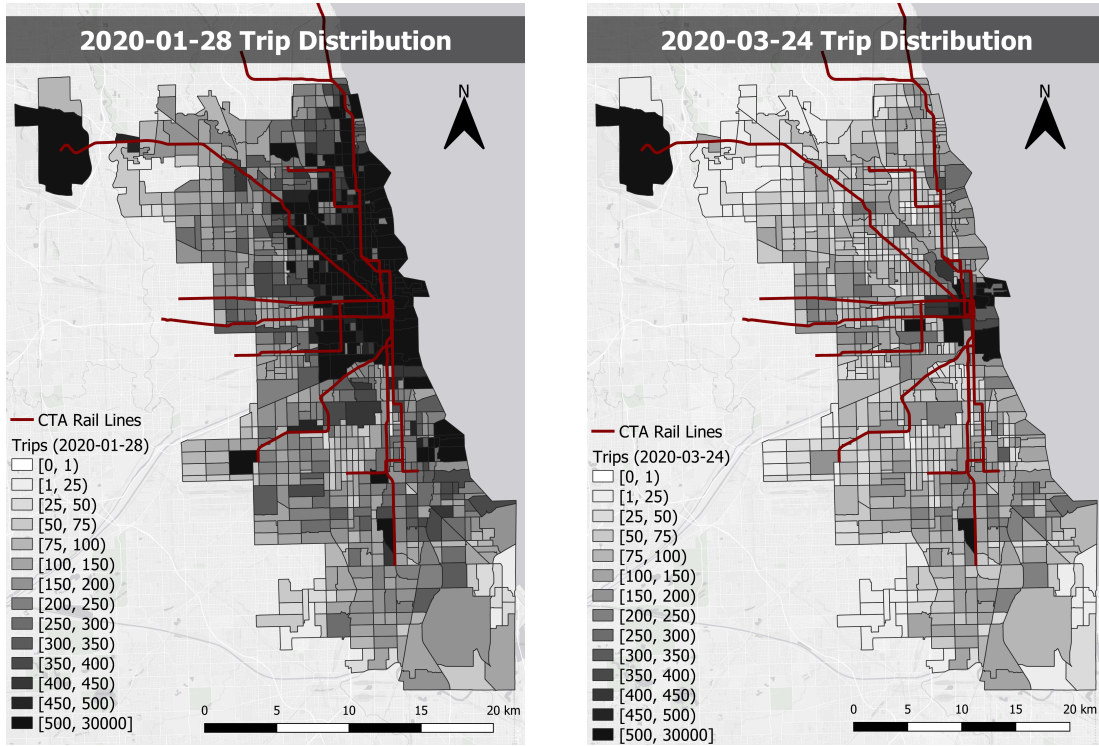 2020-01-28 Trip Distribution
N
CTA Rail Lines
Trips (2020-01-28)
[0, 1)
[1, 25)
[25, 50)
[50, 75)
[75, 100)
[100, 150)
[150, 200)
[200, 250)
[250, 300)
[300, 350)
[350, 400)
[400, 450)
[450, 500)
[500, 30000]
0 5 10 15 20 km
2020-03-24 Trip Distribution
N
CTA Rail Lines
Trips (2020-03-24)
[0, 1)
[1, 25)
[25, 50)
[50, 75)
[75, 100)
[100, 150)
[150, 200)
[200, 250)
[250, 300)
[300, 350)
[350, 400)
[400, 450)
[450, 500)
[500, 30000]
0 5 10 15 20 km